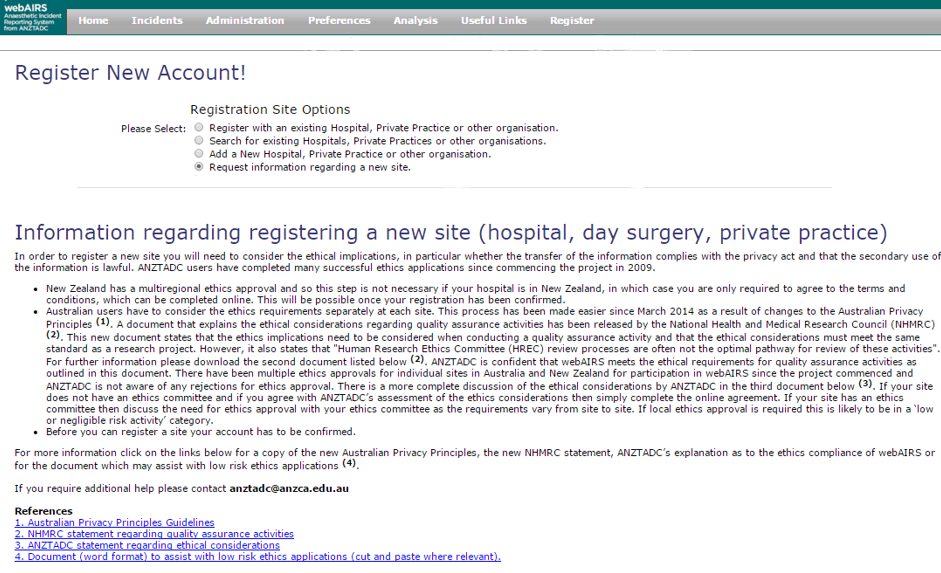 webAIRS
Anaesthetic Incident
Reporting System
from ANZTADC
Home Incidents Administration Preferences Analysis Useful Links Register
Register New Account!
Registration Site Options
Please Select: Register with an existing Hospital, Private Practice or other organisation.
Search for existing Hospitals, Private Practices or other organisations.
Add a New Hospital, Private Practice or other organisation.
Request information regarding a new site.
Information regarding registering a new site (hospital, day surgery, private practice)
In order to register a new site you will need to consider the ethical implications, in particular whether the transfer of the information complies with the privacy act and that the secondary use of
the information is lawful. ANZTADC users have completed many successful ethics applications since commencing the project in 2009.
• New Zealand has a multiregional ethics approval and so this step is not necessary if your hospital is in New Zealand, in which case you are only required to agree to the terms and
conditions, which can be completed online. This will be possible once your registration has been confirmed.
• Australian users have to consider the ethics requirements separately at each site. This process has been made easier since March 2014 as a result of changes to the Australian Privacy
Principles (1). A document that explains the ethical considerations regarding quality assurance activities has been released by the National Health and Medical Research Council (NHMRC)
(2). This new document states that the ethics implications need to be considered when conducting a quality assurance activity and that the ethical considerations must meet the same
standard as a research project. However, it also states that "Human Research Ethics Committee (HREC) review processes are often not the optimal pathway for review of these activities".
For further information please download the second document listed below (2). ANZTADC is confident that webAIRS meets the ethical requirements for quality assurance activities as
outlined in this document. There have been multiple ethics approvals for individual sites in Australia and New Zealand for participation in webAIRS since the project commenced and
ANZTADC is not aware of any rejections for ethics approval. There is a more complete discussion of the ethical considerations by ANZTADC in the third document below (3). If your site
does not have an ethics committee and if you agree with ANZTADC's assessment of the ethics considerations then simply complete the online agreement. If your site has an ethics
committee then discuss the need for ethics approval with your ethics committee as the requirements vary from site to site. If local ethics approval is required this is likely to be in a 'low
or negligible risk activity' category.
• Before you can register a site your account has to be confirmed.
For more information click on the links below for a copy of the new Australian Privacy Principles, the new NHMRC statement, ANZTADC's explanation as to the ethics compliance of webAIRS or
for the document which may assist with low risk ethics applications (4).
If you require additional help please contact anztadc@anzca.edu.au
References
1. Australian Privacy Principles Guidelines
2. NHMRC statement regarding quality assurance activities
3. ANZTADC statement regarding ethical considerations
4. Document (word format) to assist with low risk ethics applications (cut and paste where relevant).